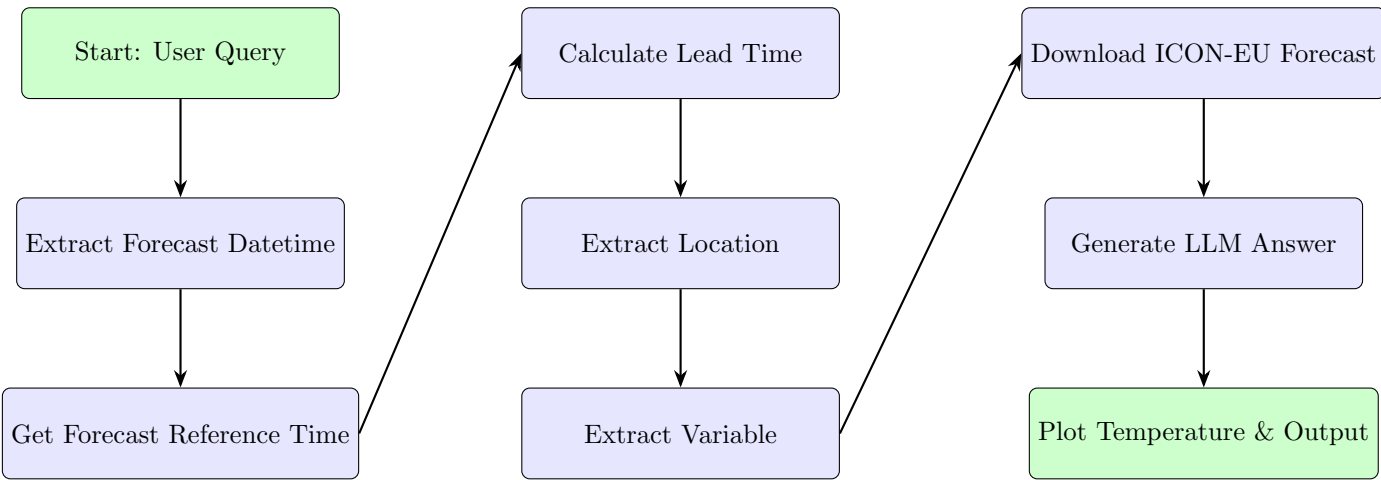 Start: User Query
Extract Forecast Datetime
Get Forecast Reference Time
Calculate Lead Time
Extract Location
Extract Variable
Download ICON-EU Forecast
Generate LLM Answer
Plot Temperature & Output